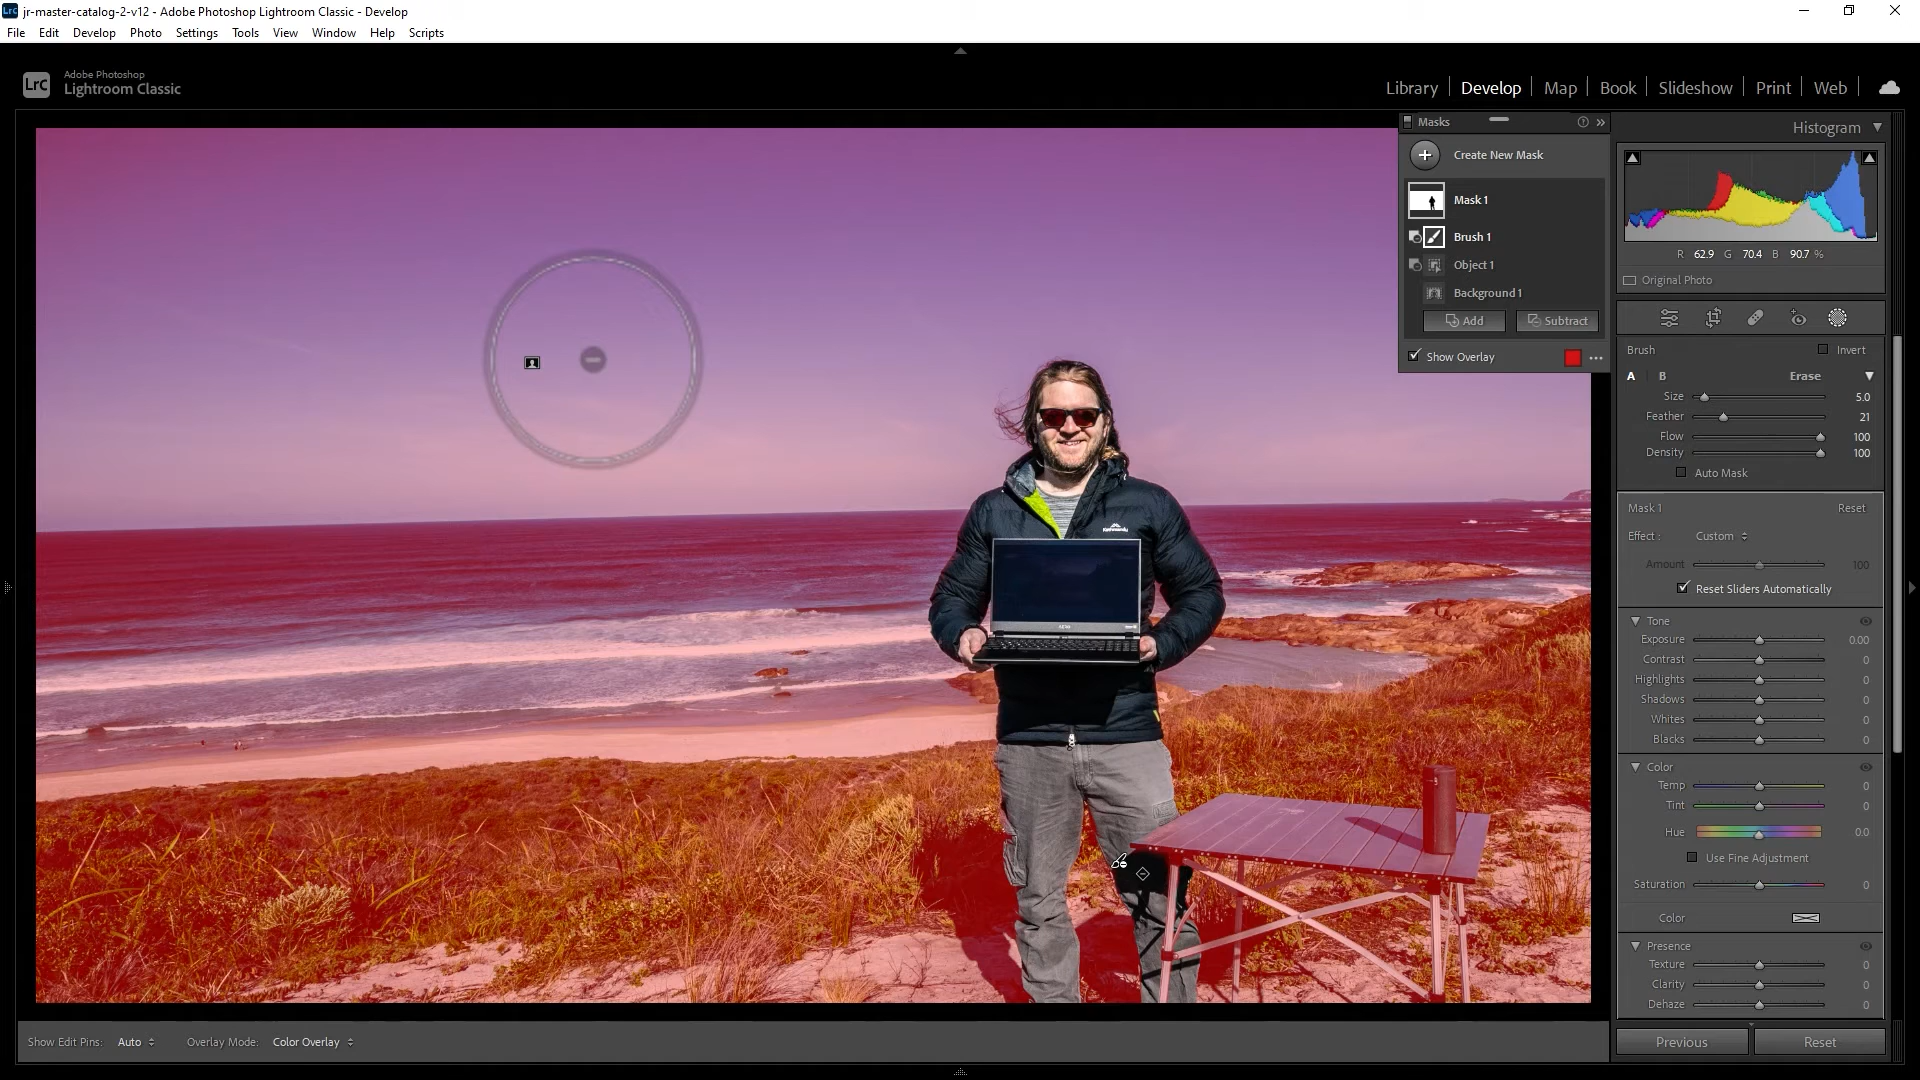 jr-master-catalog-2-v12 - Adobe Photoshop Lightroom Classic - Develop
File Edit Develop Photo Settings Tools View Window Help Scripts
Lrc
Adobe Photoshop
Lightroom Classic
Library Develop Map Book Slideshow Print Web
Masks
Create New Mask
Mask 1
Brush 1
Object 1
Background 1
Add Subtract
Show Overlay
Histogram
R 62.9 G 70.4 B 90.7 %
Original Photo
Brush Invert
A B Erase
Size 5.0
Feather 21
Flow 100
Density 100
Auto Mask
Mask 1 Reset
Effect : Custom
Amount 100
Reset Sliders Automatically
Tone
Exposure 0.00
Contrast 0
Highlights 0
Shadows 0
Whites 0
Blacks 0
Color
Temp 0
Tint 0
Hue 0.0
Use Fine Adjustment
Saturation 0
Color
Presence
Texture 0
Clarity 0
Dehaze 0
Previous Reset
kathmandu
AERO
Show Edit Pins: Auto Overlay Mode: Color Overlay